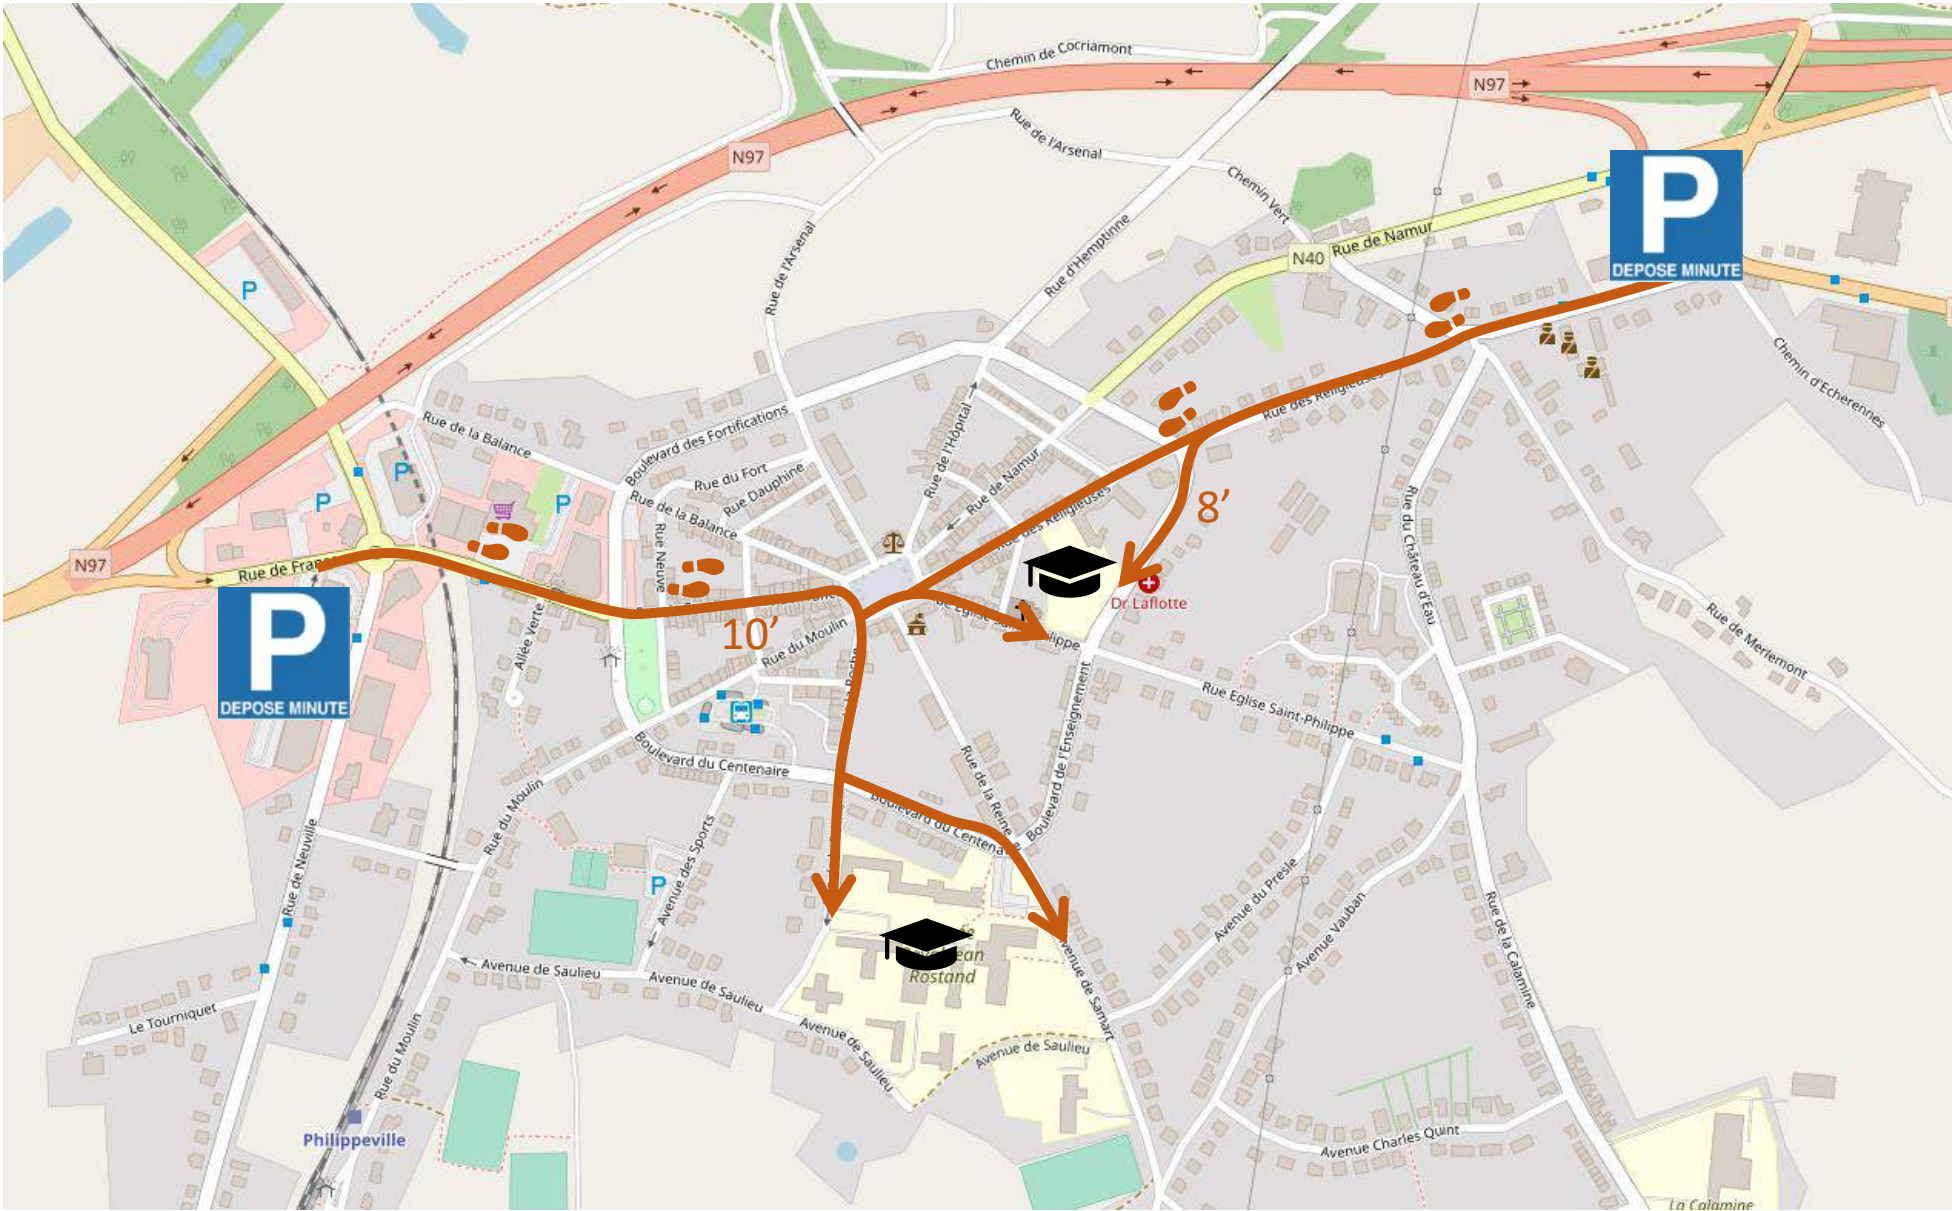 Chemin de Cocriamont
N97
N97
Rue de l'Arsenal
Chemin Vert
P
DEPOSE MINUTE
Rue d'Hemptinne
Rue de Namur
N40
Rue de l'Arsenal
P
Chemin d'Echerennes
Rue des Religieuses
Boulevard des Fortifications
Rue de la Balance
Rue de l'Hôpital
Rue du Fort
Rue Dauphine
Rue de Namur
P
P
P
Rue de la Balance
Rue des Religieuses
8'
Rue du Château d'Eau
Rue Neuve
N97
Rue de Fran
P
DEPOSE MINUTE
Dr Laflotte
Allée Verte
10'
Rue du Moulin
Philippe
Rue de Merlemont
Rue Eglise Saint-Philippe
Boulevard de l'Enseignement
Boulevard du Centenaire
Rue de la Reine
Boulevard du Centenai
Rue du Moulin
Rue de Neuville
Avenue des Sports
P
Avenue du Presle
Avenue Vauban
Rue de la Calamine
Jean
Rostand
Avenue de Samart
Avenue de Saulieu
Avenue de Saulieu
Le Tourniquet
Avenue de Saulieu
Avenue de Saulieu
Rue du Moulin
Philippeville
Avenue Charles Quint
La Calamine